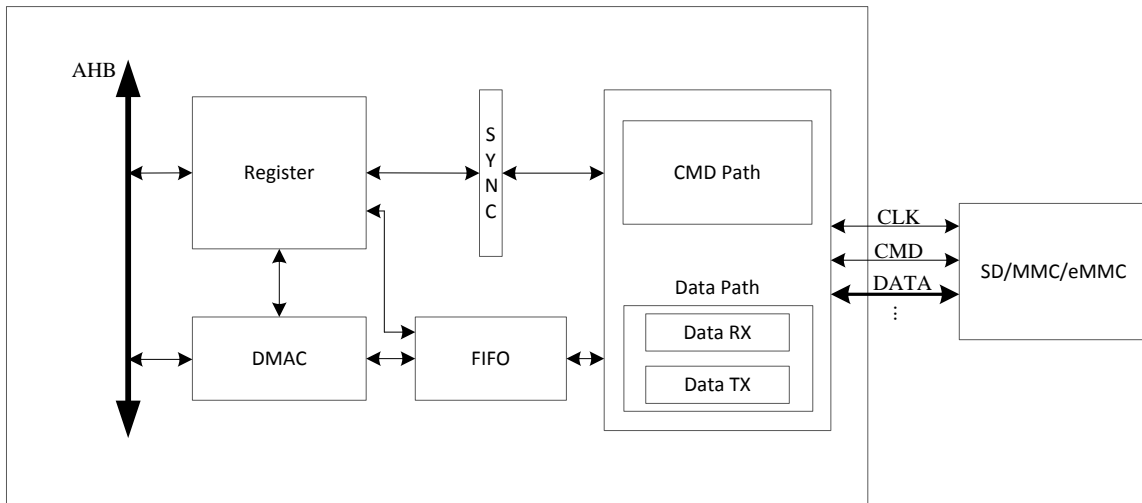 AHB
Register
S
Y
N
C
CMD Path
CLK
CMD
DATA
...
SD/MMC/eMMC
Data Path
Data RX
Data TX
DMAC
FIFO